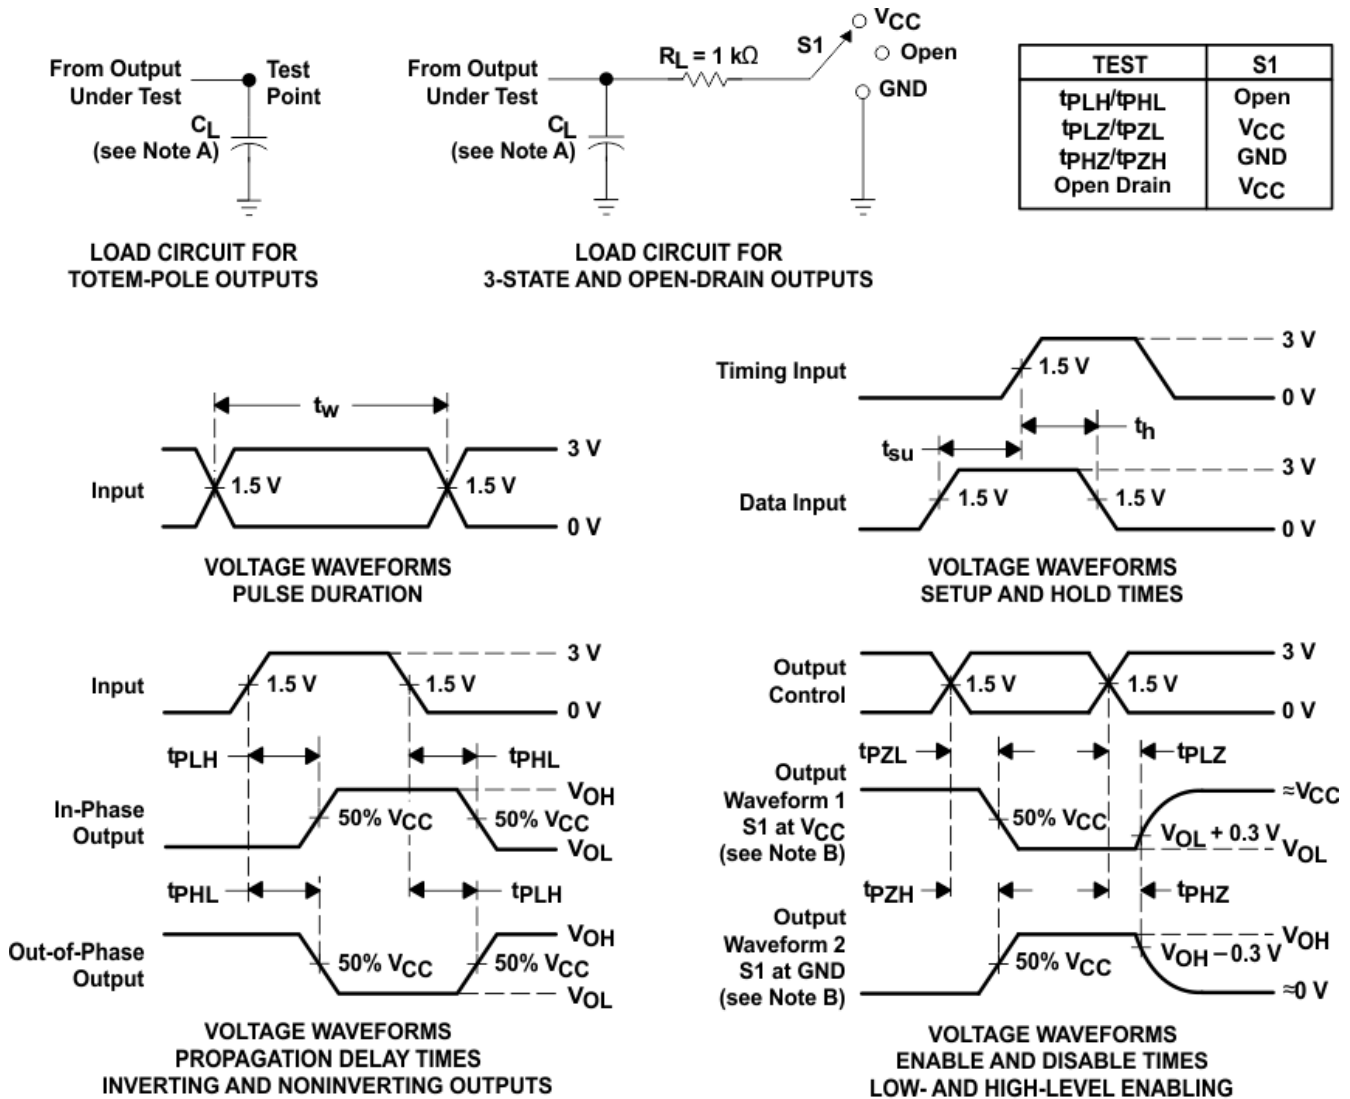 From Output
Under Test
Test
Point
CL
(see Note A)
LOAD CIRCUIT FOR
TOTEM-POLE OUTPUTS
From Output
Under Test
RL = 1 kΩ
S1
VCC
Open
GND
CL
(see Note A)
LOAD CIRCUIT FOR
3-STATE AND OPEN-DRAIN OUTPUTS
TEST S1
tPLH/tPHL Open
tPLZ/tPZL VCC
tPHZ/tPZH GND
Open Drain VCC
tw
Input
1.5 V
1.5 V
3 V
0 V
VOLTAGE WAVEFORMS
PULSE DURATION
Timing Input
1.5 V
3 V
0 V
th
tsu
Data Input
1.5 V
1.5 V
3 V
0 V
VOLTAGE WAVEFORMS
SETUP AND HOLD TIMES
Input
1.5 V
1.5 V
3 V
0 V
tPLH
tPHL
In-Phase
Output
50% VCC
50% VCC
VOH
VOL
tPHL
tPLH
Out-of-Phase
Output
50% VCC
50% VCC
VOH
VOL
VOLTAGE WAVEFORMS
PROPAGATION DELAY TIMES
INVERTING AND NONINVERTING OUTPUTS
Output
Control
1.5 V
1.5 V
3 V
0 V
tPZL
tPLZ
Output
Waveform 1
S1 at VCC
(see Note B)
50% VCC
VOL + 0.3 V
≈VCC
VOL
tPZH
tPHZ
Output
Waveform 2
S1 at GND
(see Note B)
50% VCC
VOH − 0.3 V
VOH
≈0 V
VOLTAGE WAVEFORMS
ENABLE AND DISABLE TIMES
LOW- AND HIGH-LEVEL ENABLING